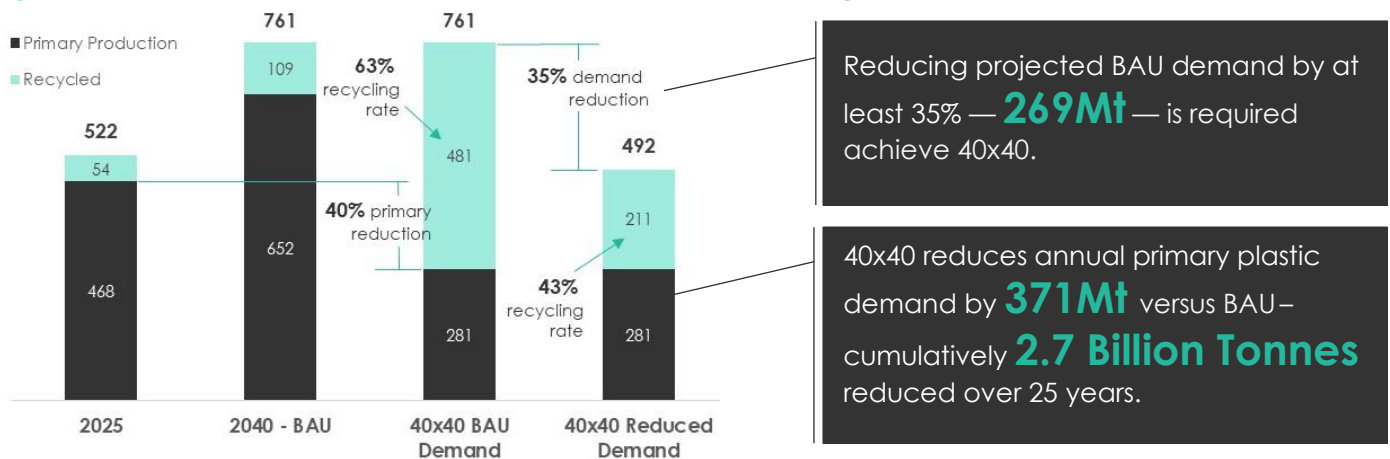 Primary Production
Recycled
522
54
468
2025
761
109
652
2040 - BAU
63%
recycling
rate
40% primary
reduction
761
481
281
40x40 BAU
Demand
35% demand
reduction
43%
recycling
rate
492
211
281
40x40 Reduced
Demand
Reducing projected BAU demand by at
least 35% — 269Mt — is required
achieve 40x40.
40x40 reduces annual primary plastic
demand by 371Mt versus BAU –
cumulatively 2.7 Billion Tonnes
reduced over 25 years.